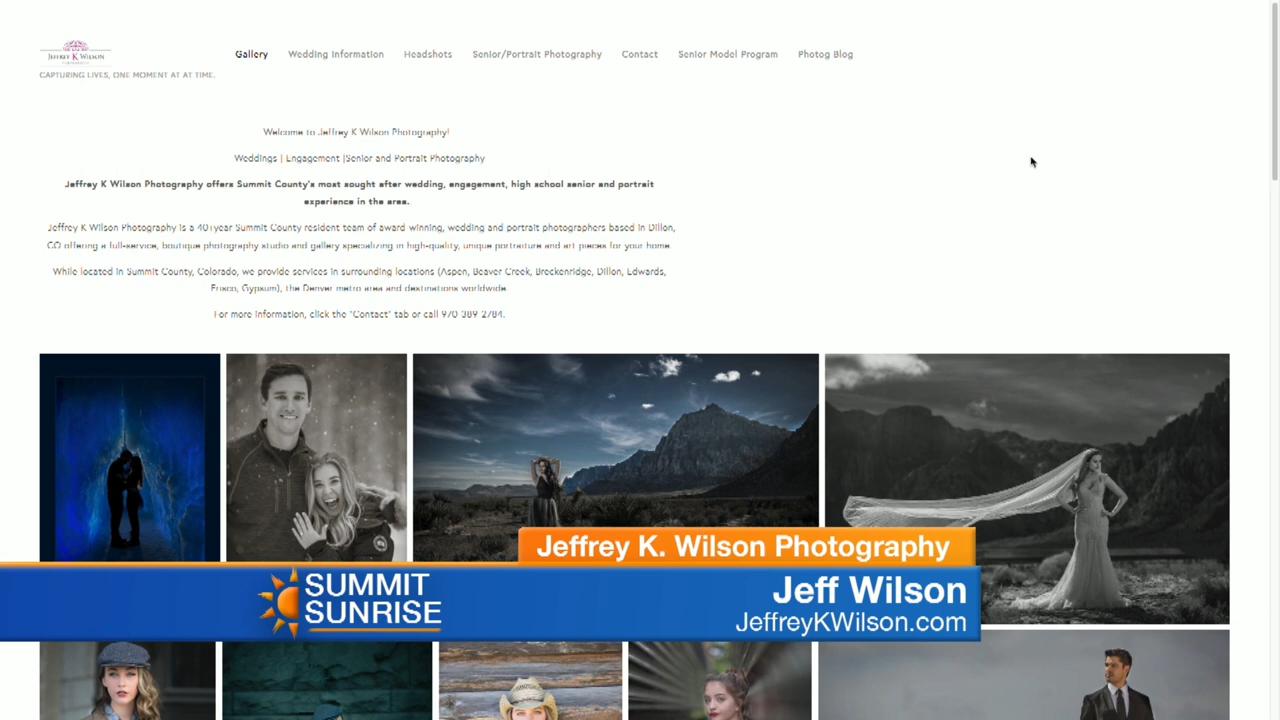 JEFFREY K WILSON
CAPTURING LIVES, ONE MOMENT AT AT TIME.
Gallery Wedding Information Headshots Senior/Portrait Photography Contact Senior Model Program Photog Blog
Welcome to Jeffrey K Wilson Photography!
Weddings | Engagement |Senior and Portrait Photography
Jeffrey K Wilson Photography offers Summit County's most sought after wedding, engagement, high school senior and portrait
experience in the area.
Jeffrey K Wilson Photography is a 40+year Summit County resident team of award winning, wedding and portrait photographers based in Dillon,
CO offering a full-service, boutique photography studio and gallery specializing in high-quality, unique portraiture and art pieces for your home.
While located in Summit County, Colorado, we provide services in surrounding locations (Aspen, Beaver Creek, Breckenridge, Dillon, Edwards,
Frisco, Gypsum), the Denver metro area and destinations worldwide.
For more information, click the "Contact" tab or call 970-389-2784.
Jeffrey K. Wilson Photography
SUMMIT
SUNRISE
Jeff Wilson
JeffreyKWilson.com